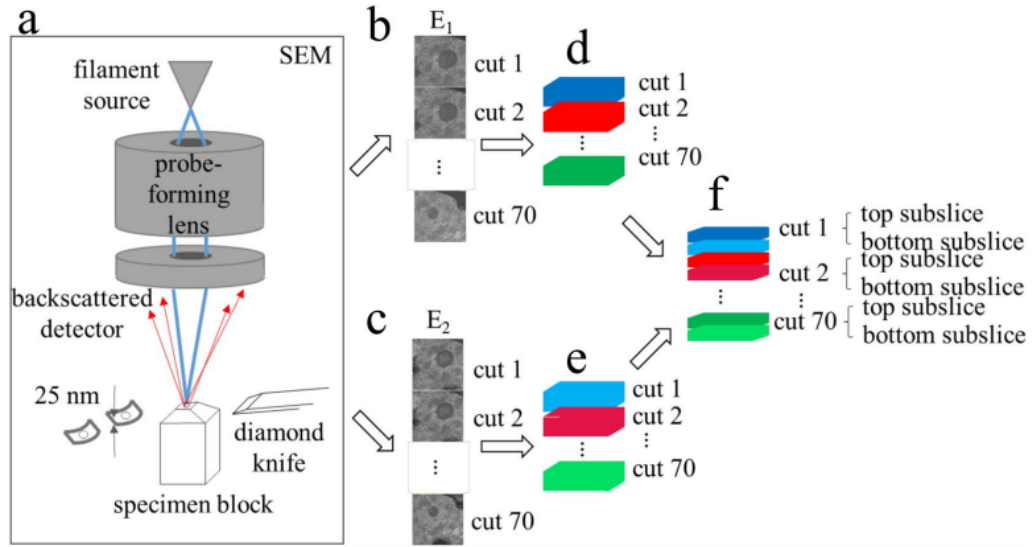 a
SEM
filament
source
probe-
forming
lens
backscattered
detector
25 nm
diamond
knife
specimen block
b
E₁
cut 1
cut 2
...
cut 70
c
E₂
cut 1
cut 2
...
cut 70
d
cut 1
cut 2
...
...
cut 70
e
cut 1
cut 2
...
...
cut 70
f
cut 1
top subslice
bottom subslice
cut 2
top subslice
bottom subslice
...
...
cut 70
top subslice
bottom subslice